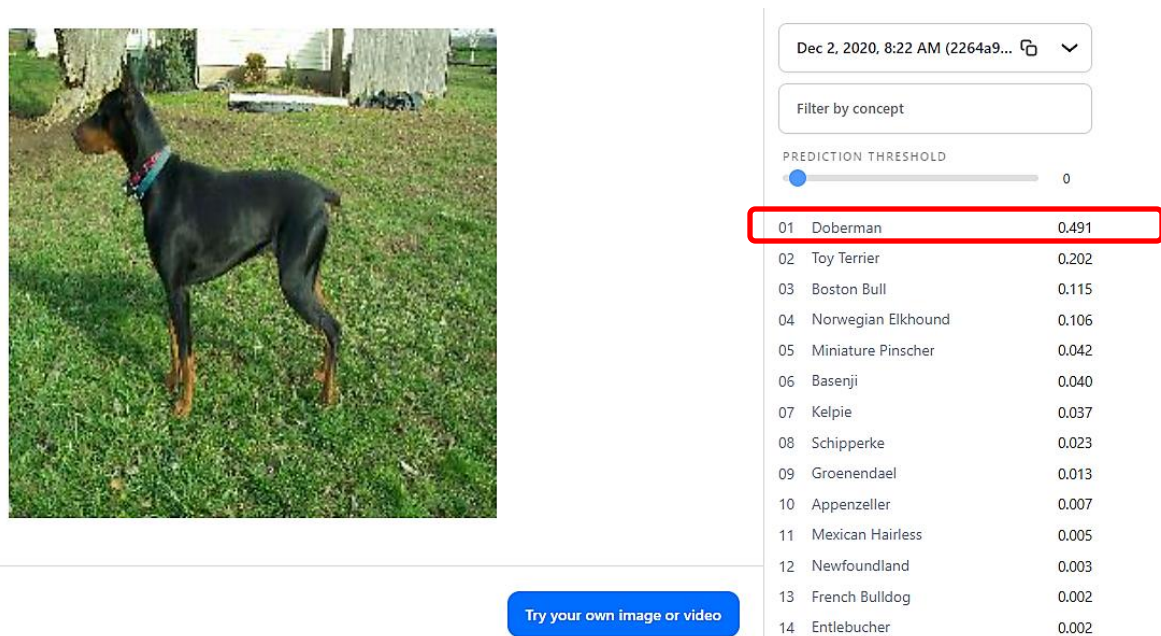 Dec 2, 2020, 8:22 AM (2264a9...
Filter by concept
PREDICTION THRESHOLD
0
01 Doberman 0.491
02 Toy Terrier 0.202
03 Boston Bull 0.115
04 Norwegian Elkhound 0.106
05 Miniature Pinscher 0.042
06 Basenji 0.040
07 Kelpie 0.037
08 Schipperke 0.023
09 Groenendael 0.013
10 Appenzeller 0.007
11 Mexican Hairless 0.005
12 Newfoundland 0.003
13 French Bulldog 0.002
14 Entlebucher 0.002
Try your own image or video